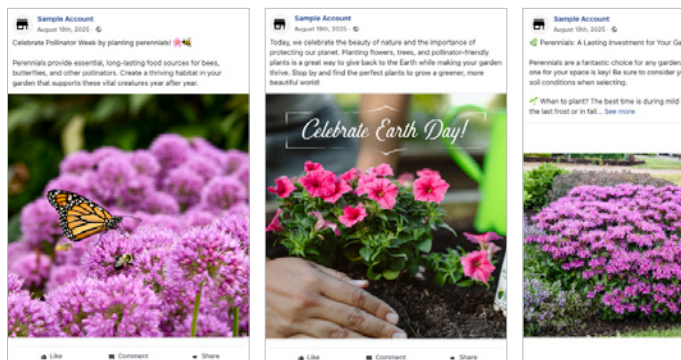 Sample Account
August 19th, 2025 ·
Celebrate Pollinator Week by planting perennials! 🌸🐝
Perennials provide essential, long-lasting food sources for bees,
butterflies, and other pollinators. Create a thriving habitat in your
garden that supports these vital creatures year after year.
Like
Comment
Share
Sample Account
August 19th, 2025 ·
Today, we celebrate the beauty of nature and the importance of
protecting our planet. Planting flowers, trees, and pollinator-friendly
plants is a great way to give back to the Earth while making your garden
thrive. Stop by and find the perfect plants to grow a greener, more
beautiful world!
Celebrate Earth Day!
Like
Comment
Share
Sample Account
August 19th, 2025 ·
🌿 Perennials: A Lasting Investment for Your Ga
Perennials are a fantastic choice for any garden
one for your space is key! Be sure to consider y
soil conditions when selecting.
🌱 When to plant? The best time is during mild
the last frost or in fall... See more